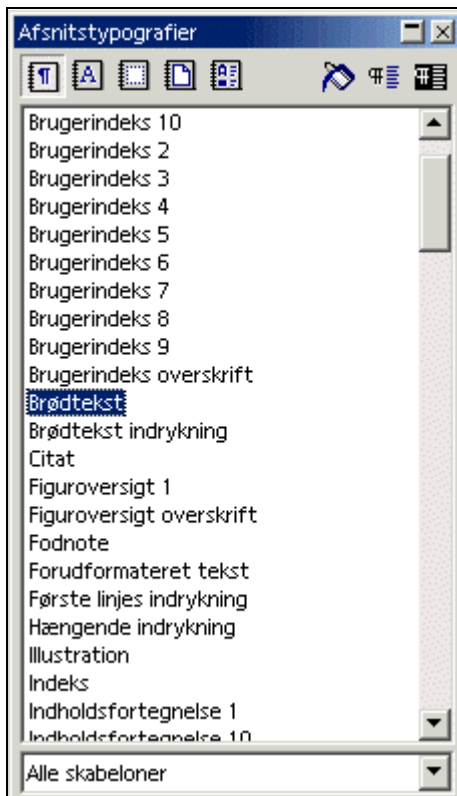 Afsnitstypografier
Brugerindeks 10
Brugerindeks 2
Brugerindeks 3
Brugerindeks 4
Brugerindeks 5
Brugerindeks 6
Brugerindeks 7
Brugerindeks 8
Brugerindeks 9
Brugerindeks overskrift
Brødtekst
Brødtekst indrykning
Citat
Figuroversigt 1
Figuroversigt overskrift
Fodnote
Forudformateret tekst
Første linjes indrykning
Hængende indrykning
Illustration
Indeks
Indholdsfortegnelse 1
Indholdsfortegnelse 10
Alle skabeloner